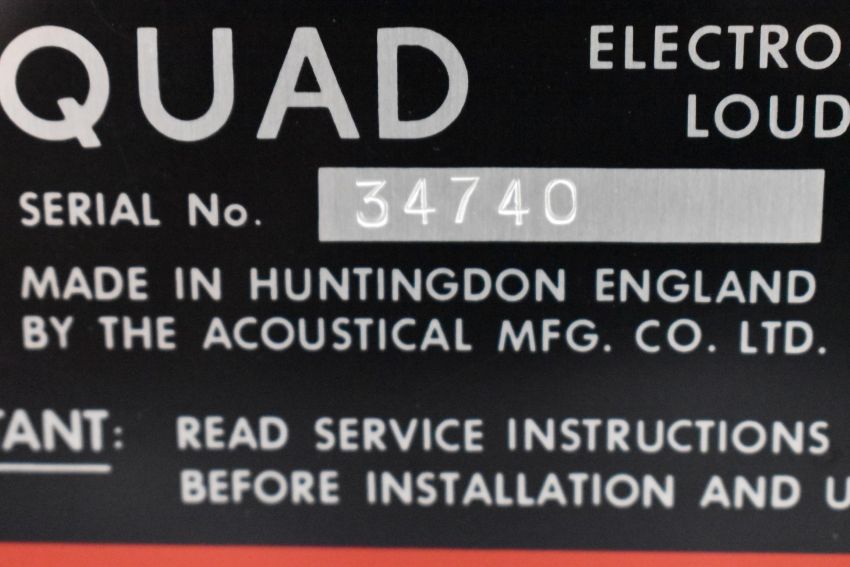 QUAD
ELECTRO
LOUD
SERIAL No. 34740
MADE IN HUNTINGDON ENGLAND
BY THE ACOUSTICAL MFG. CO. LTD.
TANT: READ SERVICE INSTRUCTIONS
BEFORE INSTALLATION AND U